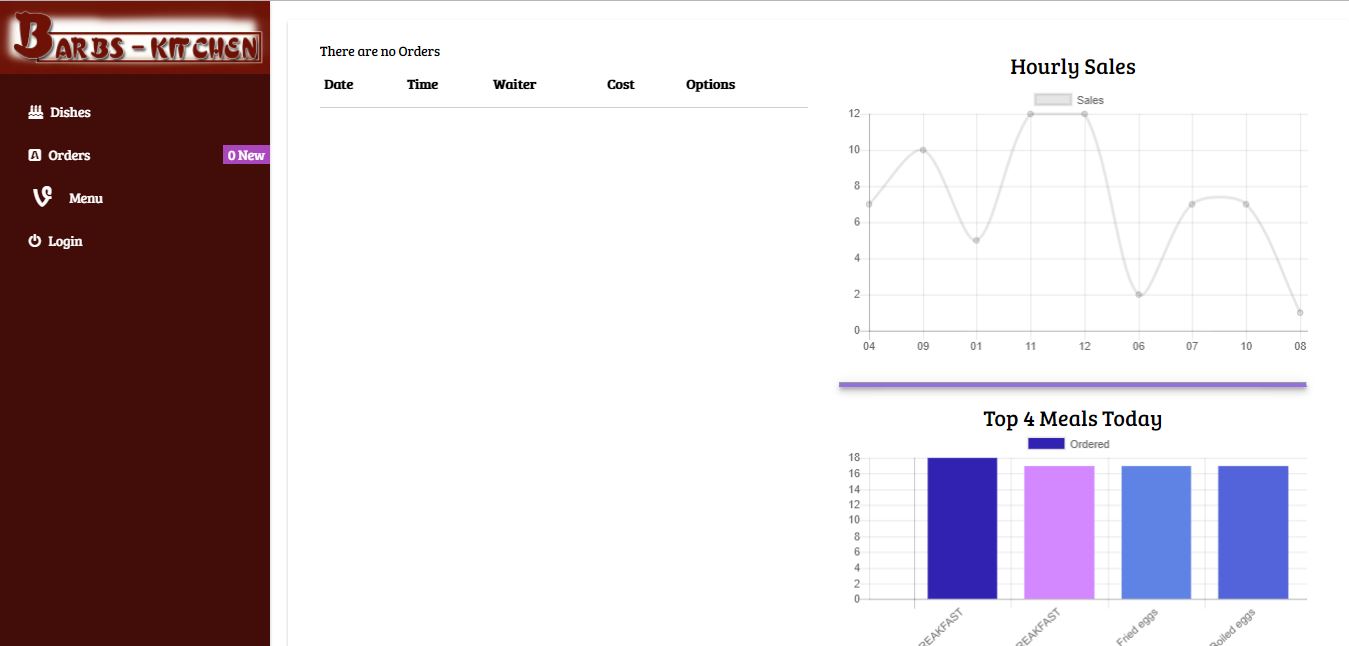 BARBS - KITCHEN
Dishes
Orders 0 New
Menu
Login
There are no Orders
Date Time Waiter Cost Options
Hourly Sales
Sales
12
10
8
6
4
2
0
04 09 01 11 12 06 07 10 08
Top 4 Meals Today
Ordered
18
16
14
12
10
8
6
4
2
0
REAKFAST REAKFAST Fried eggs Boiled eggs